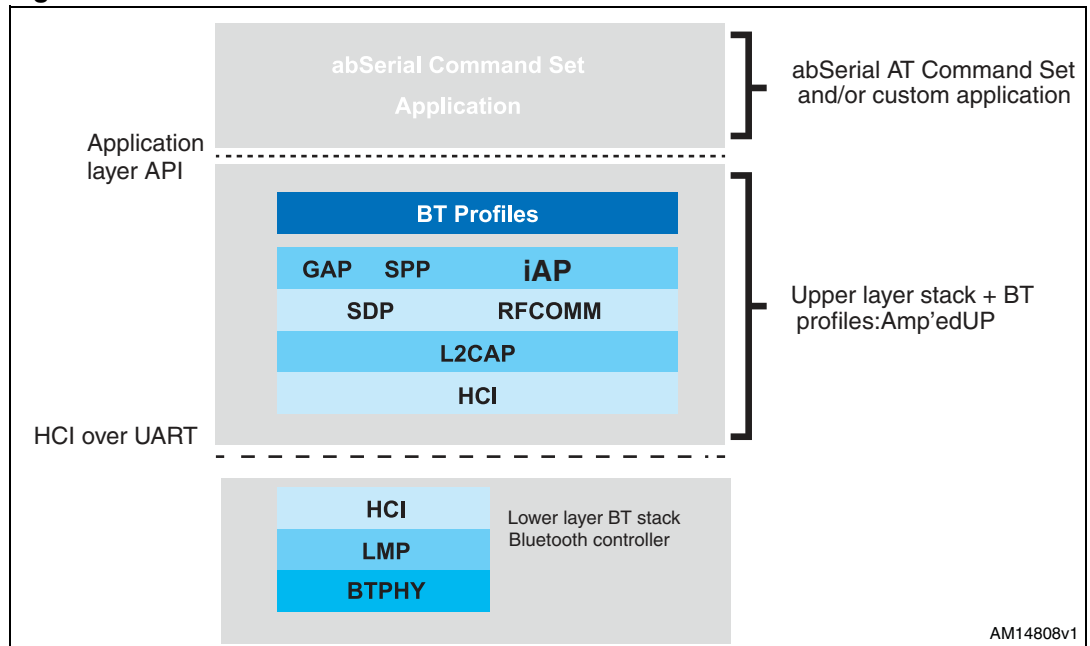 abSerial Command Set
Application
abSerial AT Command Set
and/or custom application
Application
layer API
BT Profiles
GAP SPP iAP
SDP RFCOMM
L2CAP
HCI
Upper layer stack + BT
profiles:Amp'edUP
HCI over UART
HCI
LMP
BTPHY
Lower layer BT stack
Bluetooth controller
AM14808v1